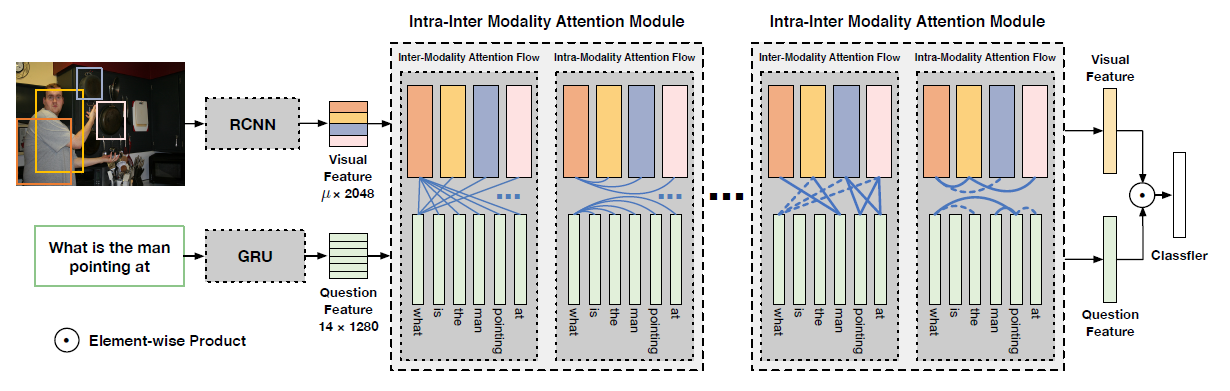 Intra-Inter Modality Attention Module
Intra-Inter Modality Attention Module
Inter-Modality Attention Flow
Intra-Modality Attention Flow
Inter-Modality Attention Flow
Intra-Modality Attention Flow
RCNN
Visual
Feature
μ × 2048
What is the man
pointing at
GRU
Question
Feature
14 × 1280
...
...
...
what
is
the
man
pointing
at
what
is
the
man
pointing
at
what
is
the
man
pointing
at
what
is
the
man
pointing
at
Visual
Feature
Classfier
Question
Feature
Element-wise Product